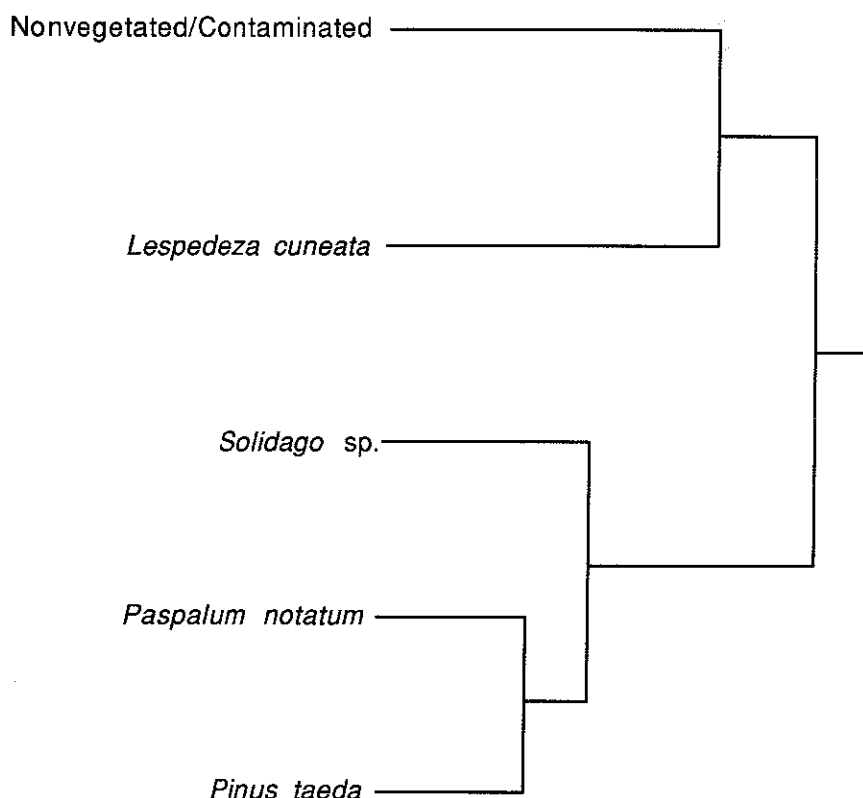 Nonvegetated/Contaminated
Lespedeza cuneata
Solidago sp.
Paspalum notatum
Pinus taeda